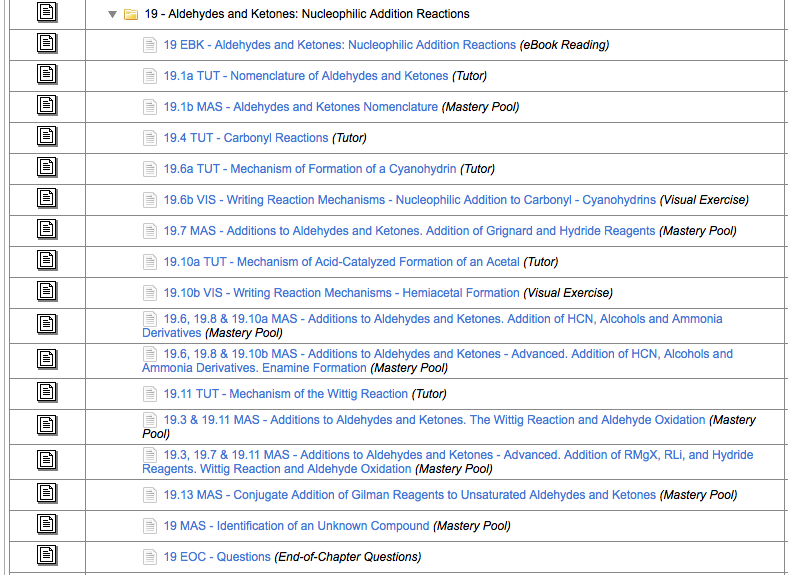 19 - Aldehydes and Ketones: Nucleophilic Addition Reactions
19 EBK - Aldehydes and Ketones: Nucleophilic Addition Reactions (eBook Reading)
19.1a TUT - Nomenclature of Aldehydes and Ketones (Tutor)
19.1b MAS - Aldehydes and Ketones Nomenclature (Mastery Pool)
19.4 TUT - Carbonyl Reactions (Tutor)
19.6a TUT - Mechanism of Formation of a Cyanohydrin (Tutor)
19.6b VIS - Writing Reaction Mechanisms - Nucleophilic Addition to Carbonyl - Cyanohydrins (Visual Exercise)
19.7 MAS - Additions to Aldehydes and Ketones. Addition of Grignard and Hydride Reagents (Mastery Pool)
19.10a TUT - Mechanism of Acid-Catalyzed Formation of an Acetal (Tutor)
19.10b VIS - Writing Reaction Mechanisms - Hemiacetal Formation (Visual Exercise)
19.6, 19.8 & 19.10a MAS - Additions to Aldehydes and Ketones. Addition of HCN, Alcohols and Ammonia
Derivatives (Mastery Pool)
19.6, 19.8 & 19.10b MAS - Additions to Aldehydes and Ketones - Advanced. Addition of HCN, Alcohols and
Ammonia Derivatives. Enamine Formation (Mastery Pool)
19.11 TUT - Mechanism of the Wittig Reaction (Tutor)
19.3 & 19.11 MAS - Additions to Aldehydes and Ketones. The Wittig Reaction and Aldehyde Oxidation (Mastery
Pool)
19.3, 19.7 & 19.11 MAS - Additions to Aldehydes and Ketones - Advanced. Addition of RMgX, RLi, and Hydride
Reagents. Wittig Reaction and Aldehyde Oxidation (Mastery Pool)
19.13 MAS - Conjugate Addition of Gilman Reagents to Unsaturated Aldehydes and Ketones (Mastery Pool)
19 MAS - Identification of an Unknown Compound (Mastery Pool)
19 EOC - Questions (End-of-Chapter Questions)